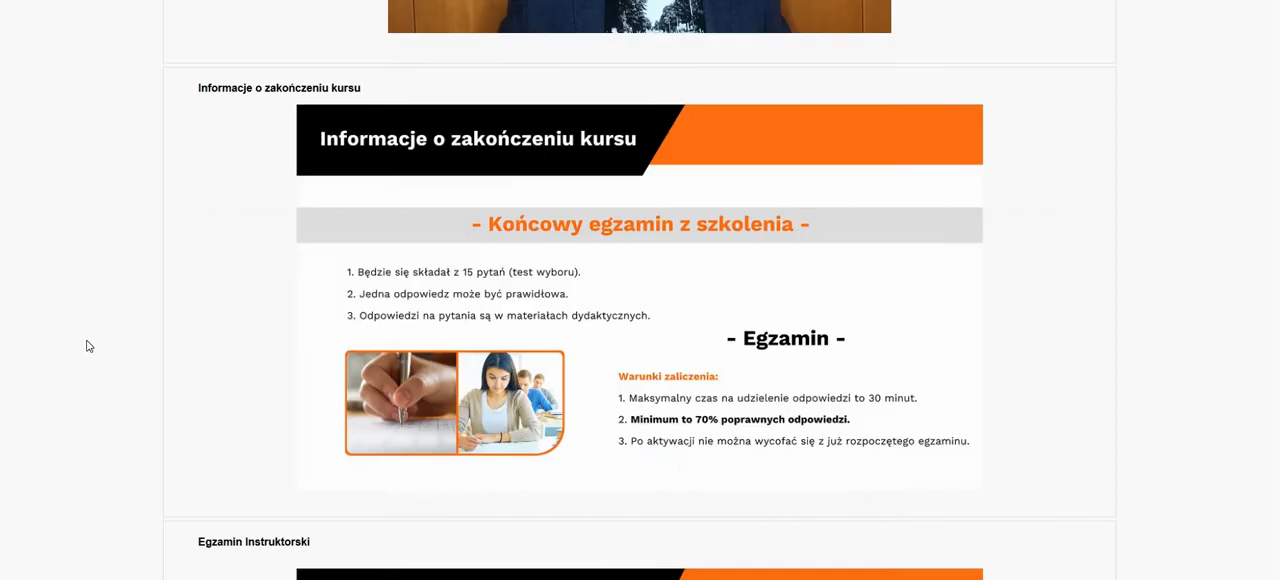 Informacje o zakończeniu kursu
Informacje o zakończeniu kursu
- Końcowy egzamin z szkolenia -
1. Będzie się składał z 15 pytań (test wyboru).
2. Jedna odpowiedz może być prawidłowa.
3. Odpowiedzi na pytania są w materiałach dydaktycznych.
- Egzamin -
Warunki zaliczenia:
1. Maksymalny czas na udzielenie odpowiedzi to 30 minut.
2. Minimum to 70% poprawnych odpowiedzi.
3. Po aktywacji nie można wycofać się z już rozpoczętego egzaminu.
Egzamin Instruktorski